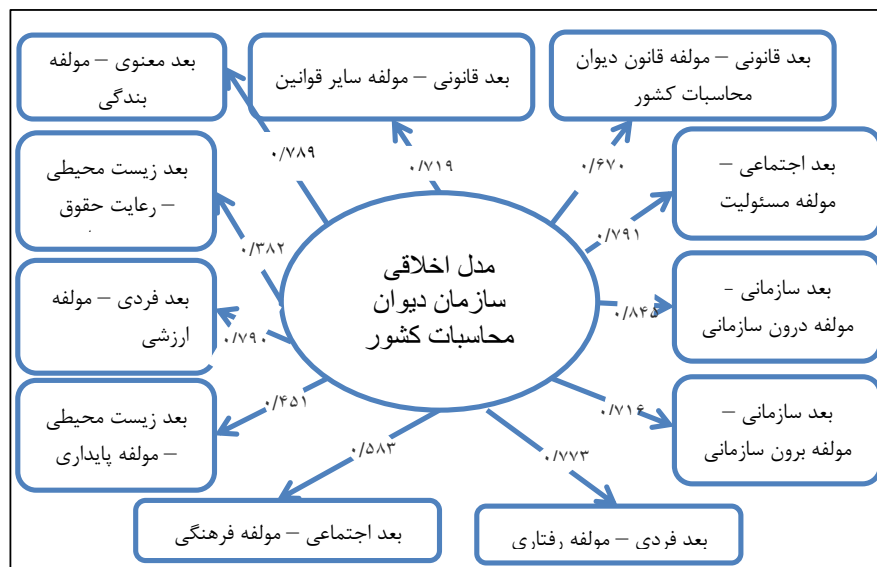 بعد قانونی – مولفه قانون دیوان
محاسبات کشور
بعد قانونی – مولفه سایر قوانین
بعد معنوی – مولفه
بندگی
۰/۷۸۹
۰/۷۱۹
۰/۶۷۰
بعد اجتماعی –
مولفه مسئولیت
۰/۷۹۱
بعد زیست محیطی
– رعایت حقوق
۰/۳۸۲
مدل اخلاقی
سازمان دیوان
محاسبات کشور
بعد سازمانی -
مولفه درون سازمانی
۰/۸۴۵
بعد فردی – مولفه
ارزشی
۰/۷۹۰
بعد سازمانی –
مولفه برون سازمانی
۰/۷۱۶
بعد زیست محیطی
– مولفه پایداری
۰/۴۵۱
۰/۵۸۳
۰/۷۷۳
بعد فردی – مولفه رفتاری
بعد اجتماعی – مولفه فرهنگی